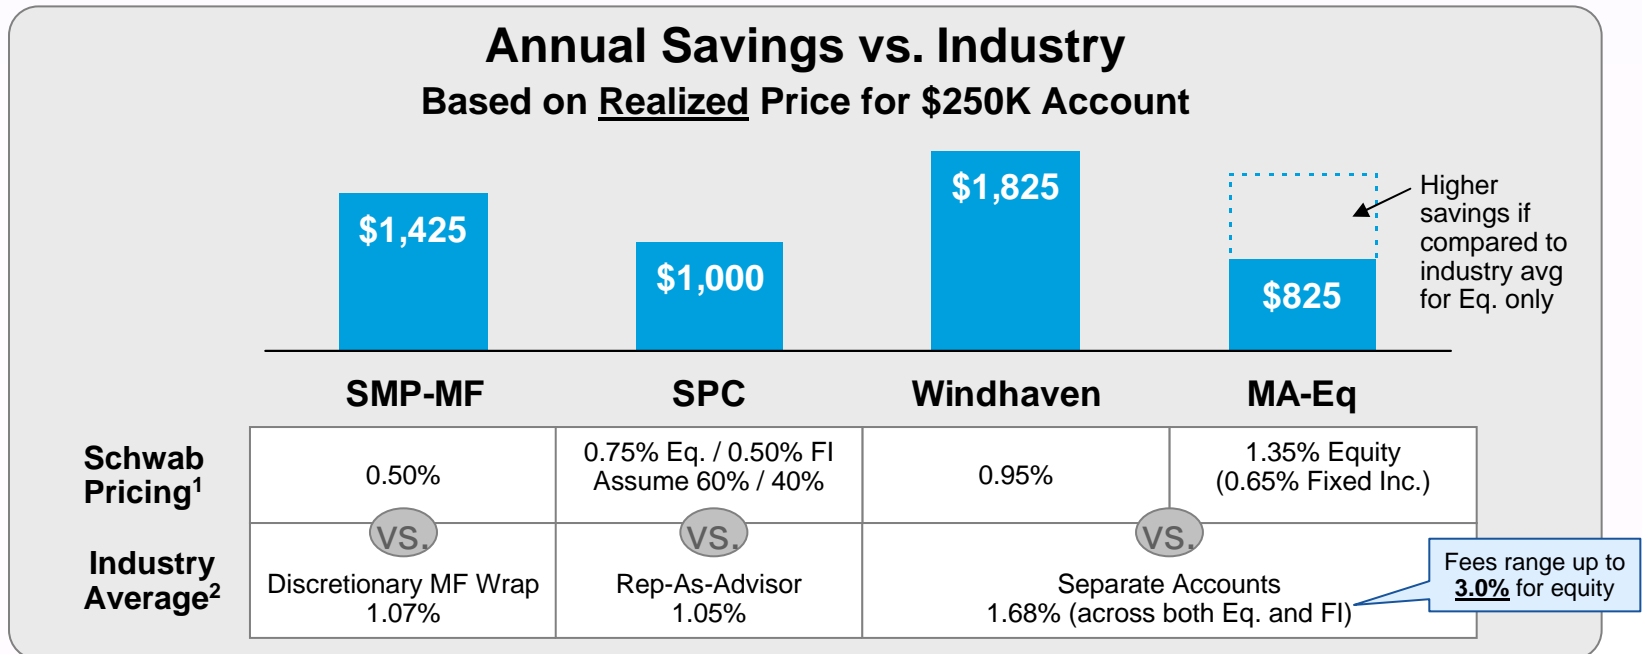 Annual Savings vs. Industry
Based on Realized Price for $250K Account
$1,425
$1,000
$1,825
$825
Higher
savings if
compared to
industry avg
for Eq. only
SMP-MF
SPC
Windhaven
MA-Eq
Schwab
Pricing¹
0.50%
0.75% Eq. / 0.50% FI
Assume 60% / 40%
0.95%
1.35% Equity
(0.65% Fixed Inc.)
vs.
vs.
vs.
Industry
Average²
Discretionary MF Wrap
1.07%
Rep-As-Advisor
1.05%
Separate Accounts
1.68% (across both Eq. and FI)
Fees range up to
3.0% for equity